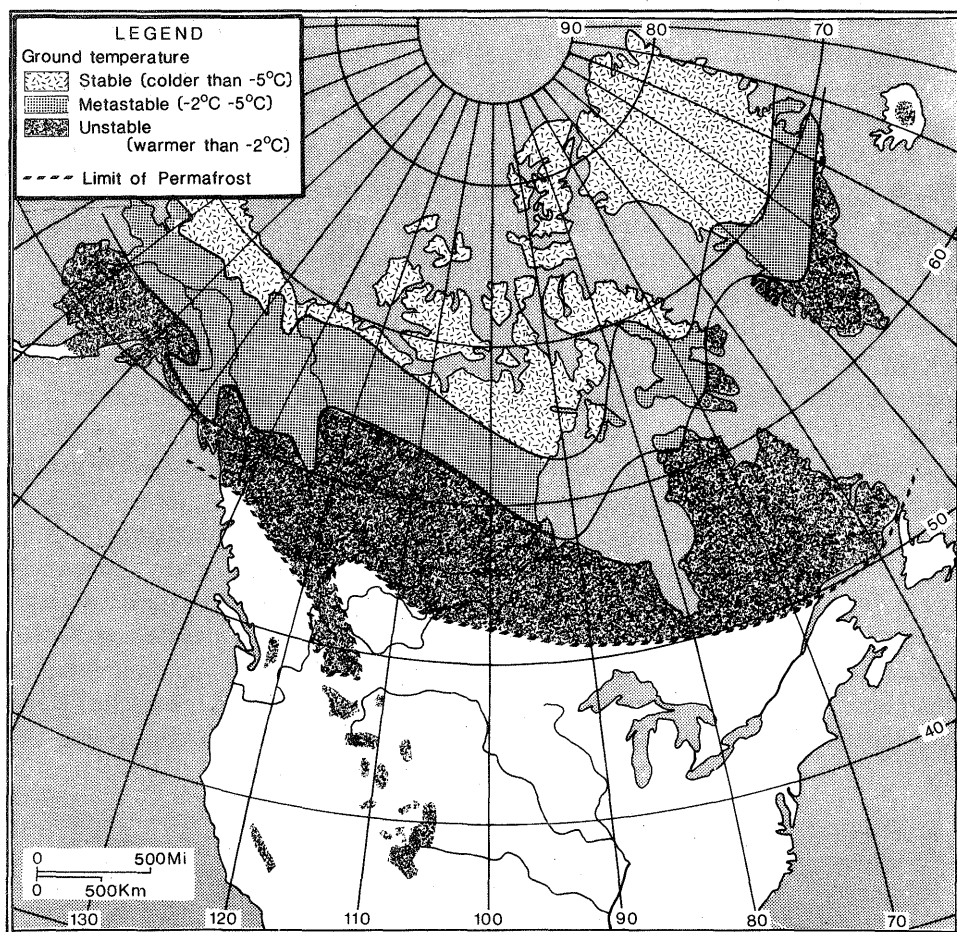 LEGEND
Ground temperature
Stable (colder than -5°C)
Metastable (-2°C -5°C)
Unstable
(warmer than -2°C)
Limit of Permafrost
90
80
70
60
50
40
0 500Mi
0 500Km
130
120
110
100
90
80
70